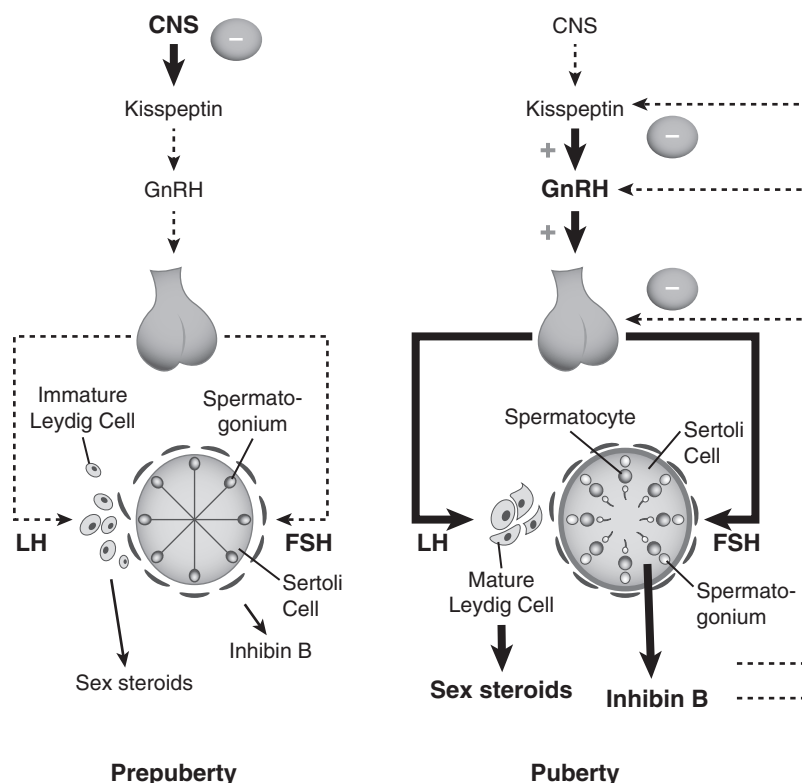 CNS
−
Kisspeptin
GnRH
Immature
Leydig Cell
Spermato-
gonium
LH
FSH
Sertoli
Cell
Inhibin B
Sex steroids
Prepuberty
CNS
Kisspeptin
−
+
GnRH
+
−
Spermatocyte
Sertoli
Cell
LH
FSH
Mature
Leydig Cell
Spermato-
gonium
Sex steroids
Inhibin B
Puberty